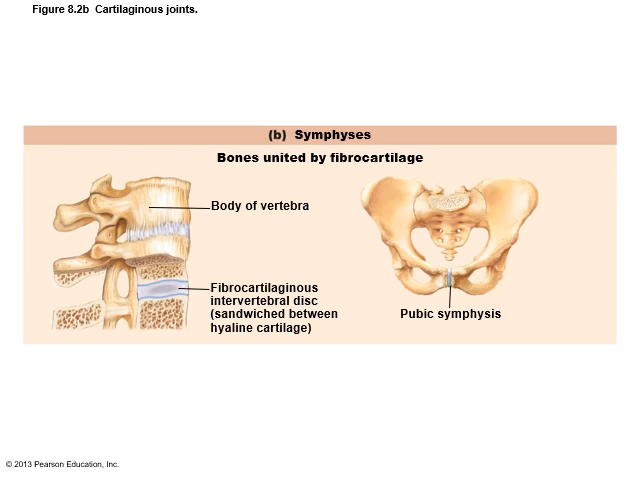 Figure 8.2b  Cartilaginous joints.
(b)  Symphyses
Bones united by fibrocartilage
Body of vertebra
Fibrocartilaginous
intervertebral disc
(sandwiched between
hyaline cartilage)
Pubic symphysis
© 2013 Pearson Education, Inc.